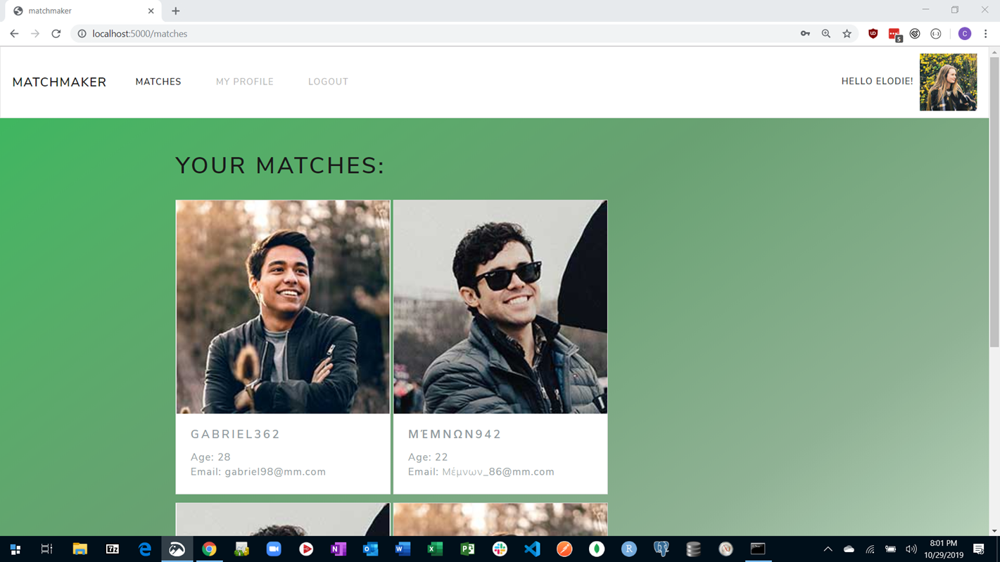 matchmaker
localhost:5000/matches
5
C
MATCHMAKER MATCHES MY PROFILE LOGOUT HELLO ELODIE!
YOUR MATCHES:
GABRIEL362
Age: 28
Email: gabriel98@mm.com
ΜΈΜΝΩΝ942
Age: 22
Email: Μέμνων_86@mm.com
8:01 PM
10/29/2019